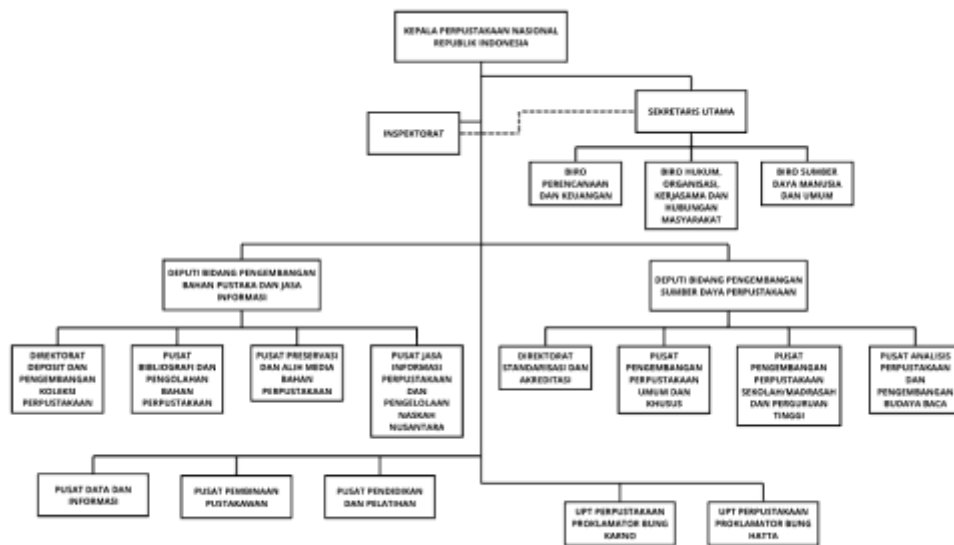 KEPALA PERPUSTAKAAN NASIONAL
REPUBLIK INDONESIA
SEKRETARIS UTAMA
INSPEKTORAT
BIRO
PERENCANAAN
DAN KEUANGAN
BIRO HUKUM,
ORGANISASI,
KERJASAMA DAN
HUBUNGAN
MASYARAKAT
BIRO SUMBER
DAYA MANUSIA
DAN UMUM
DEPUTI BIDANG PENGEMBANGAN
BAHAN PUSTAKA DAN JASA
INFORMASI
DEPUTI BIDANG PENGEMBANGAN
SUMBER DAYA PERPUSTAKAAN
DIREKTORAT
DEPOSIT DAN
PENGEMBANGAN
KOLEKSI
PERPUSTAKAAN
PUSAT
BIBLIOGRAFI DAN
PENGOLAHAN
BAHAN
PERPUSTAKAAN
PUSAT PRESERVASI
DAN ALIH MEDIA
BAHAN
PERPUSTAKAAN
PUSAT JASA
INFORMASI
PERPUSTAKAAN
DAN
PENGELOLAAN
NASKAH
NUSANTARA
DIREKTORAT
STANDARISASI DAN
AKREDITASI
PUSAT
PENGEMBANGAN
PERPUSTAKAAN
UMUM DAN
KHUSUS
PUSAT
PENGEMBANGAN
PERPUSTAKAAN
SEKOLAH/MADRASAH
DAN PERGURUAN
TINGGI
PUSAT ANALISIS
PERPUSTAKAAN
DAN
PENGEMBANGAN
BUDAYA BACA
PUSAT DATA DAN
INFORMASI
PUSAT PEMBINAAN
PUSTAKAWAN
PUSAT PENDIDIKAN
DAN PELATIHAN
UPT PERPUSTAKAAN
PROKLAMATOR BUNG
KARNO
UPT PERPUSTAKAAN
PROKLAMATOR BUNG
HATTA